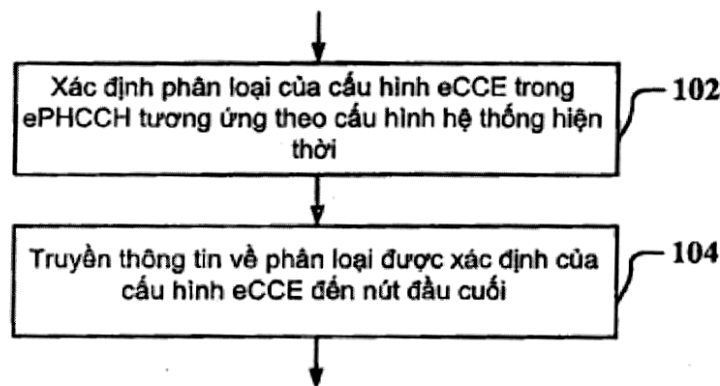 Xác định phân loại của cấu hình eCCE trong
ePHCCH tương ứng theo cấu hình hệ thống hiện
thời
102
Truyền thông tin về phân loại được xác định của
cấu hình eCCE đến nút đầu cuối
104